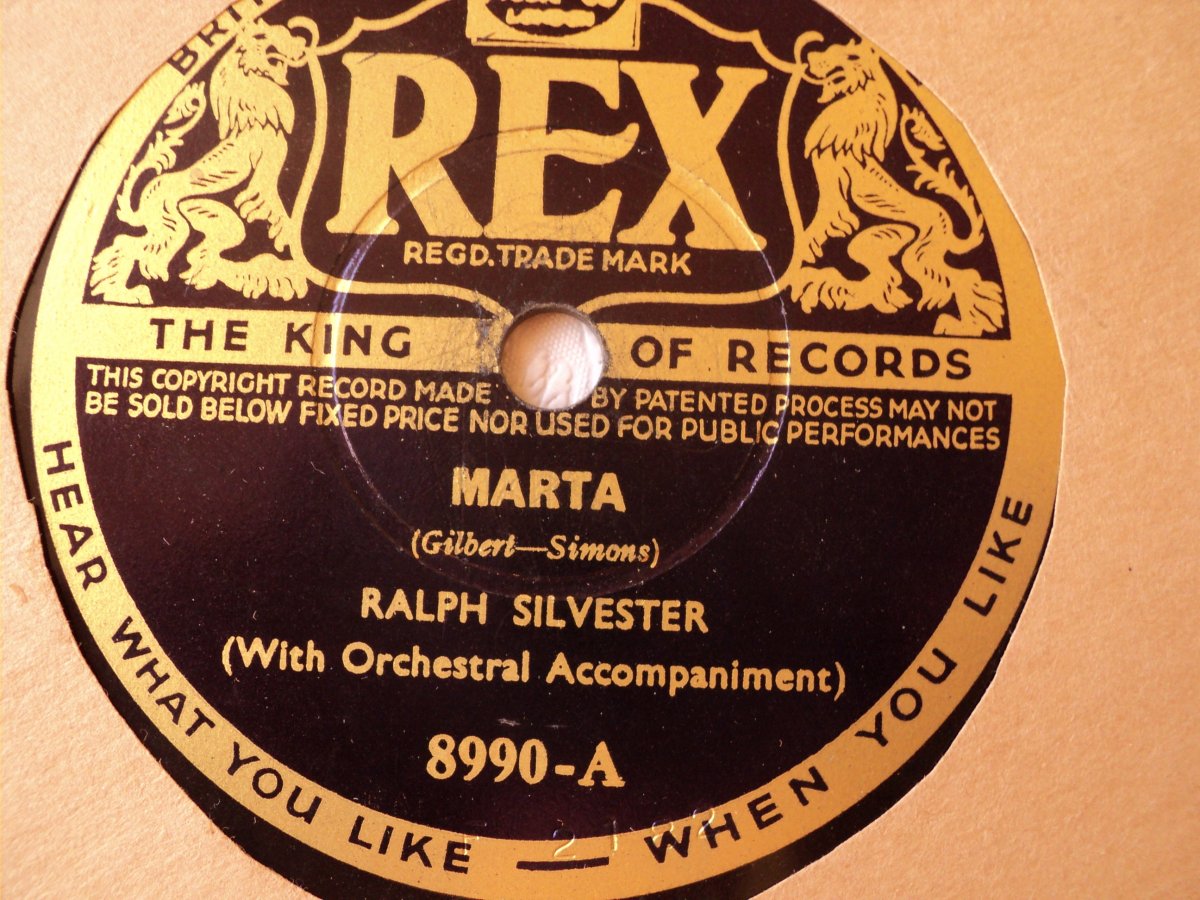 BRIT
London
REX
REGD. TRADE MARK
THE KING OF RECORDS
THIS COPYRIGHT RECORD MADE BY PATENTED PROCESS MAY NOT
BE SOLD BELOW FIXED PRICE NOR USED FOR PUBLIC PERFORMANCES
MARTA
(Gilbert—Simons)
RALPH SILVESTER
(With Orchestral Accompaniment)
8990-A
HEAR WHAT YOU LIKE — WHEN YOU LIKE